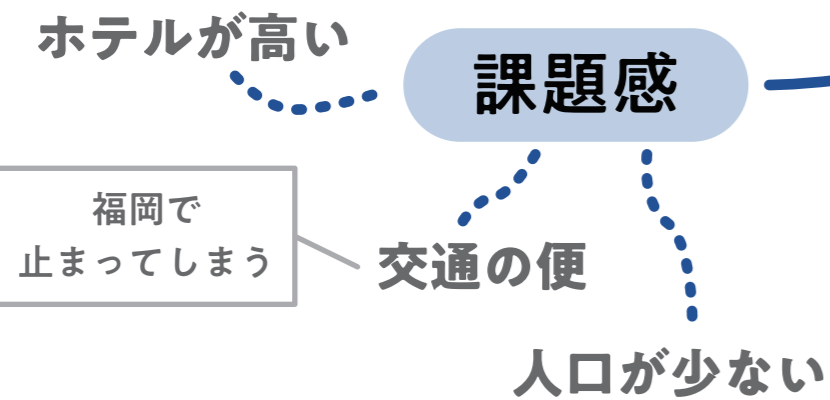 ホテルが高い
課題感
福岡で
止まってしまう
交通の便
人口が少ない